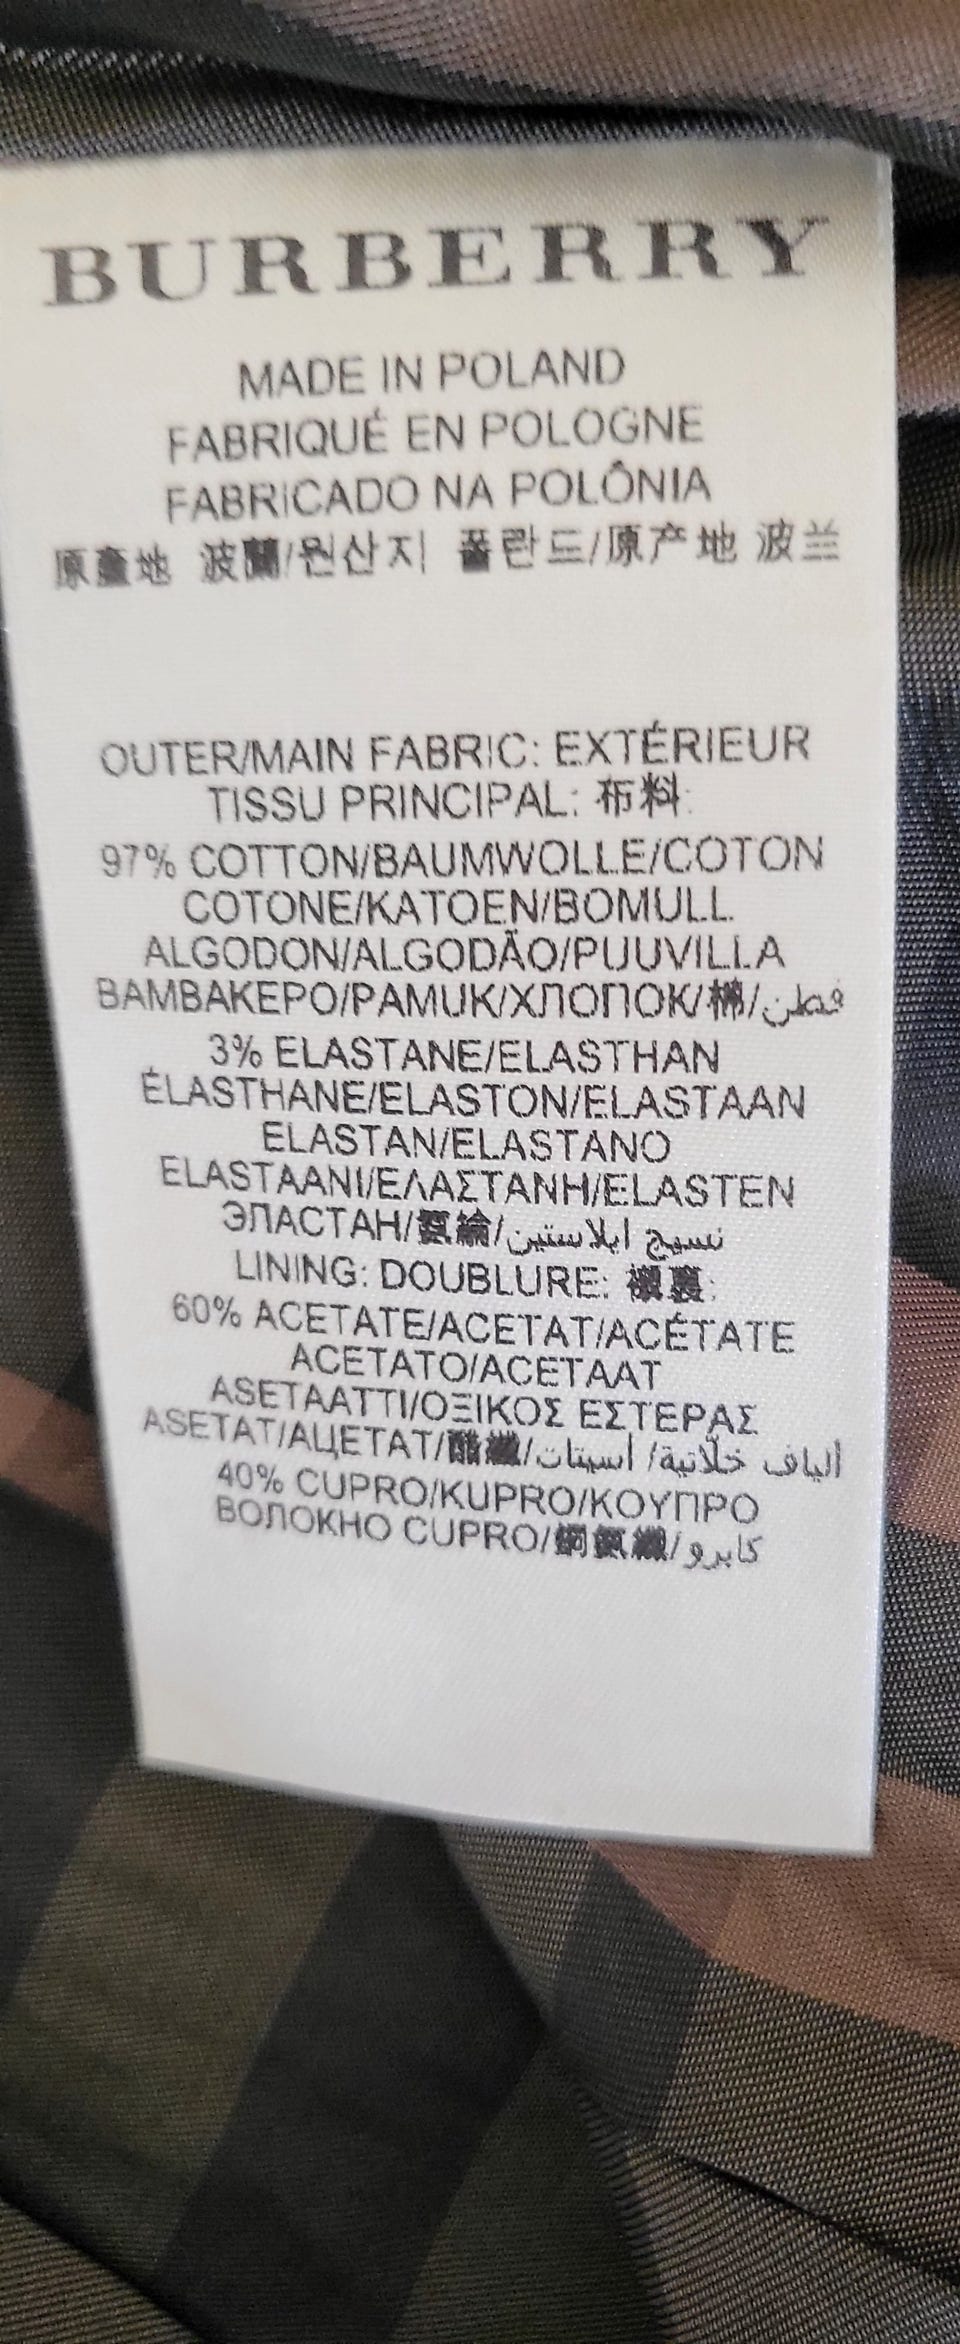 BURBERRY
MADE IN POLAND
FABRIQUÉ EN POLOGNE
FABRICADO NA POLÔNIA
原產地 波蘭/원산지 폴란드/原产地 波兰
OUTER/MAIN FABRIC: EXTÉRIEUR
TISSU PRINCIPAL: 布料:
97% COTTON/BAUMWOLLE/COTON
COTONE/KATOEN/BOMULL
ALGODON/ALGODÃO/PUUVILLA
ΒΑΜΒΑΚΕΡΟ/PAMUK/ХЛОПОК/棉/قطن
3% ELASTANE/ELASTHAN
ÉLASTHANE/ELASTON/ELASTAAN
ELASTAN/ELASTANO
ELASTAANI/ΕΛΑΣΤΑΝΗ/ELASTEN
ЭЛАСТАН/氨綸/نسيج ايلاستين
LINING: DOUBLURE: 襯裏:
60% ACETATE/ACETAT/ACÉTATE
ACETATO/ACETAAT
ASETAATTI/ΟΞΙΚΟΣ ΕΣΤΕΡΑΣ
ASETAT/АЦЕТАТ/醋纖/ألياف خلاتية/ أسيتات
40% CUPRO/KUPRO/ΚΟΥΠΡΟ
ВОЛОКНО CUPRO/銅氨纖/كابرو